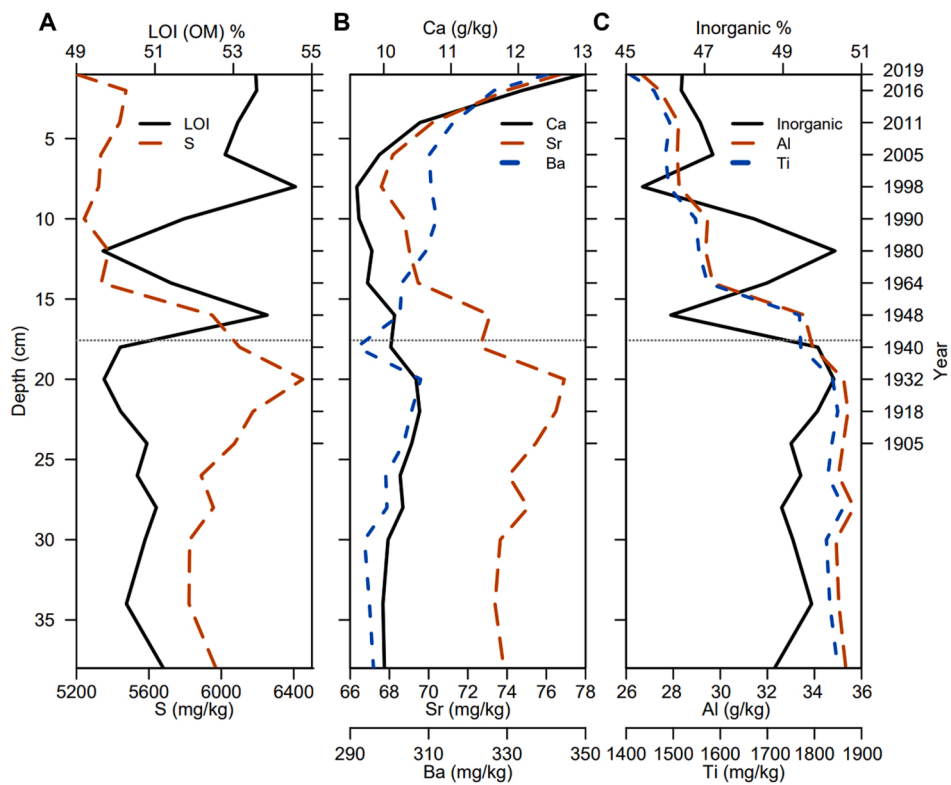 A
LOI (OM) %
49 51 53 55
B
Ca (g/kg)
10 11 12 13
C
Inorganic %
45 47 49 51
LOI
S
Ca
Sr
Ba
Inorganic
Al
Ti
Depth (cm)
5
10
15
20
25
30
35
2019
2016
2011
2005
1998
1990
1980
1964
1948
1940
1932
1918
1905
Year
5200 5600 6000 6400
S (mg/kg)
66 68 70 72 74 76 78
Sr (mg/kg)
290 310 330 350
Ba (mg/kg)
26 28 30 32 34 36
Al (g/kg)
1400 1500 1600 1700 1800 1900
Ti (mg/kg)